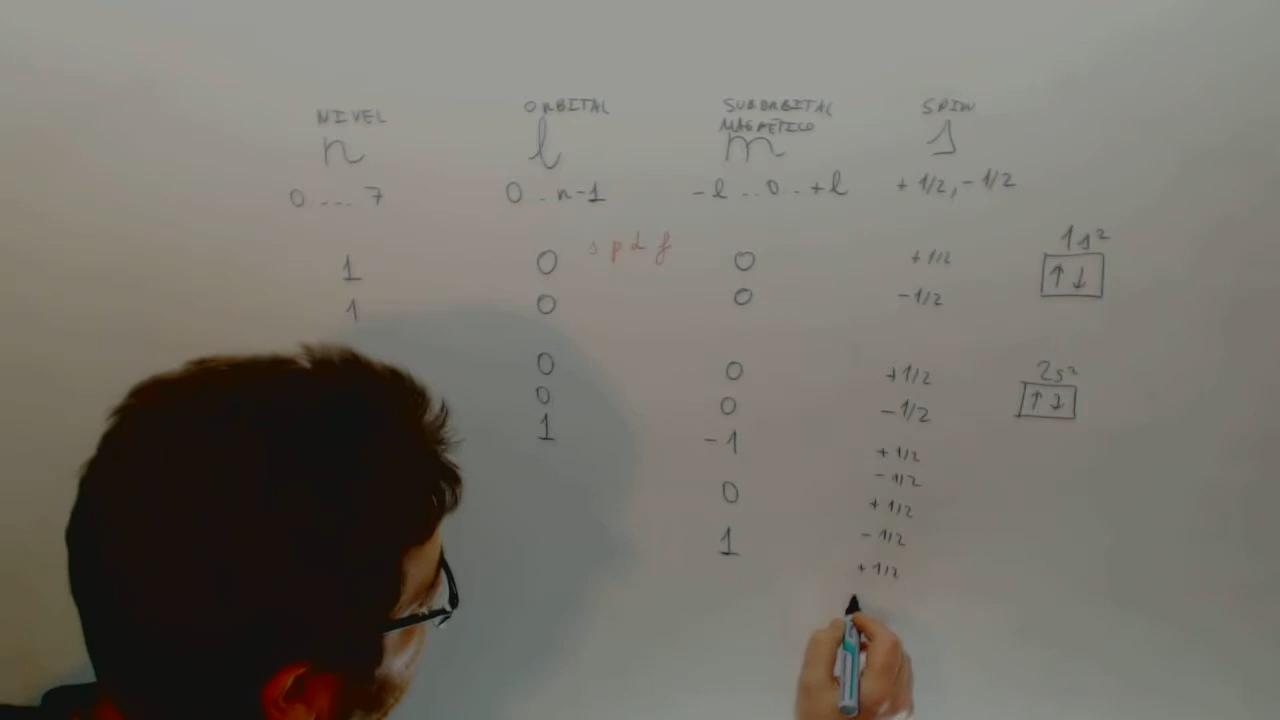 NIVEL ORBITAL SUBORBITAL SPIN
MAGNÉTICO
n l m s
0 ... 7 0 .. n-1 -l ... 0 .. +l + 1/2, - 1/2
s p d f 1s²
1 0 0 + 1/2 ↑↓
1 0 0 - 1/2
0 0 + 1/2 2s²
0 0 - 1/2 ↑↓
1 -1 + 1/2
- 1/2
0 + 1/2
- 1/2
1 + 1/2